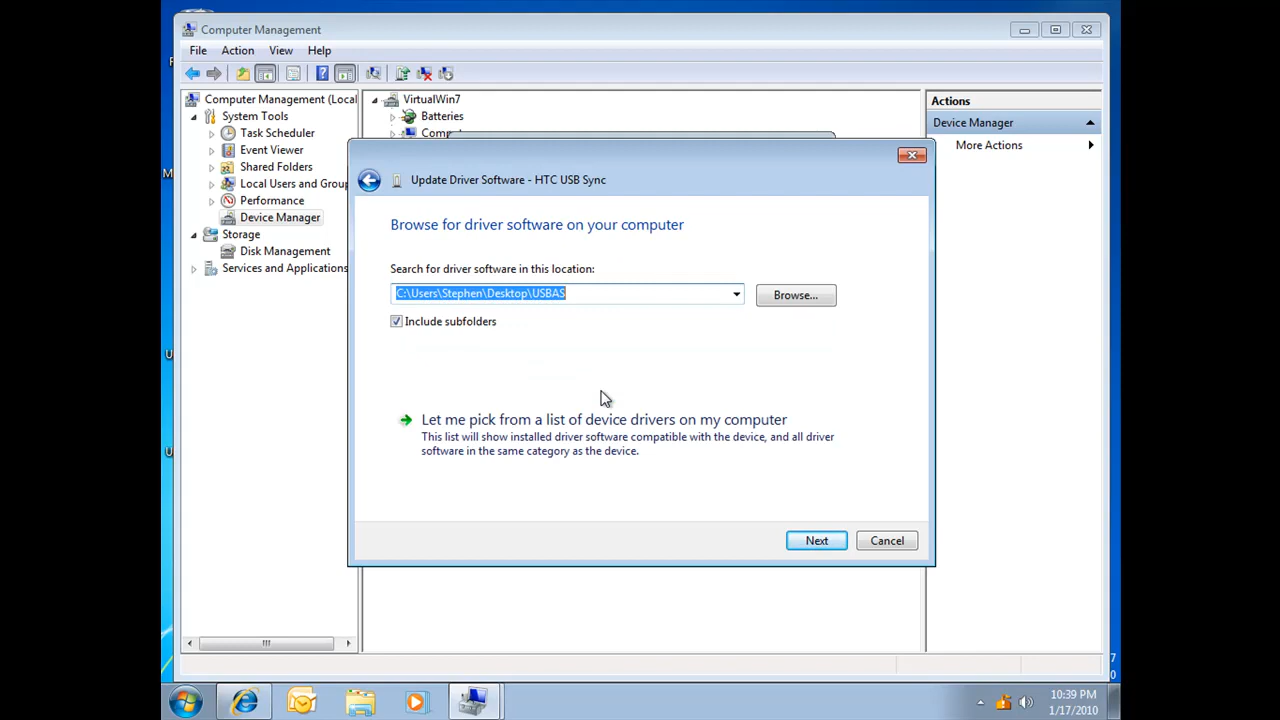 Computer Management
File Action View Help
Computer Management (Local
System Tools
Task Scheduler
Event Viewer
Shared Folders
Local Users and Group
Performance
Device Manager
Storage
Disk Management
Services and Applications
VirtualWin7
Batteries
Actions
Device Manager
More Actions
Update Driver Software - HTC USB Sync
Browse for driver software on your computer
Search for driver software in this location:
C:\Users\Stephen\Desktop\USBAS
Browse...
Include subfolders
Let me pick from a list of device drivers on my computer
This list will show installed driver software compatible with the device, and all driver
software in the same category as the device.
Next Cancel
10:39 PM
1/17/2010